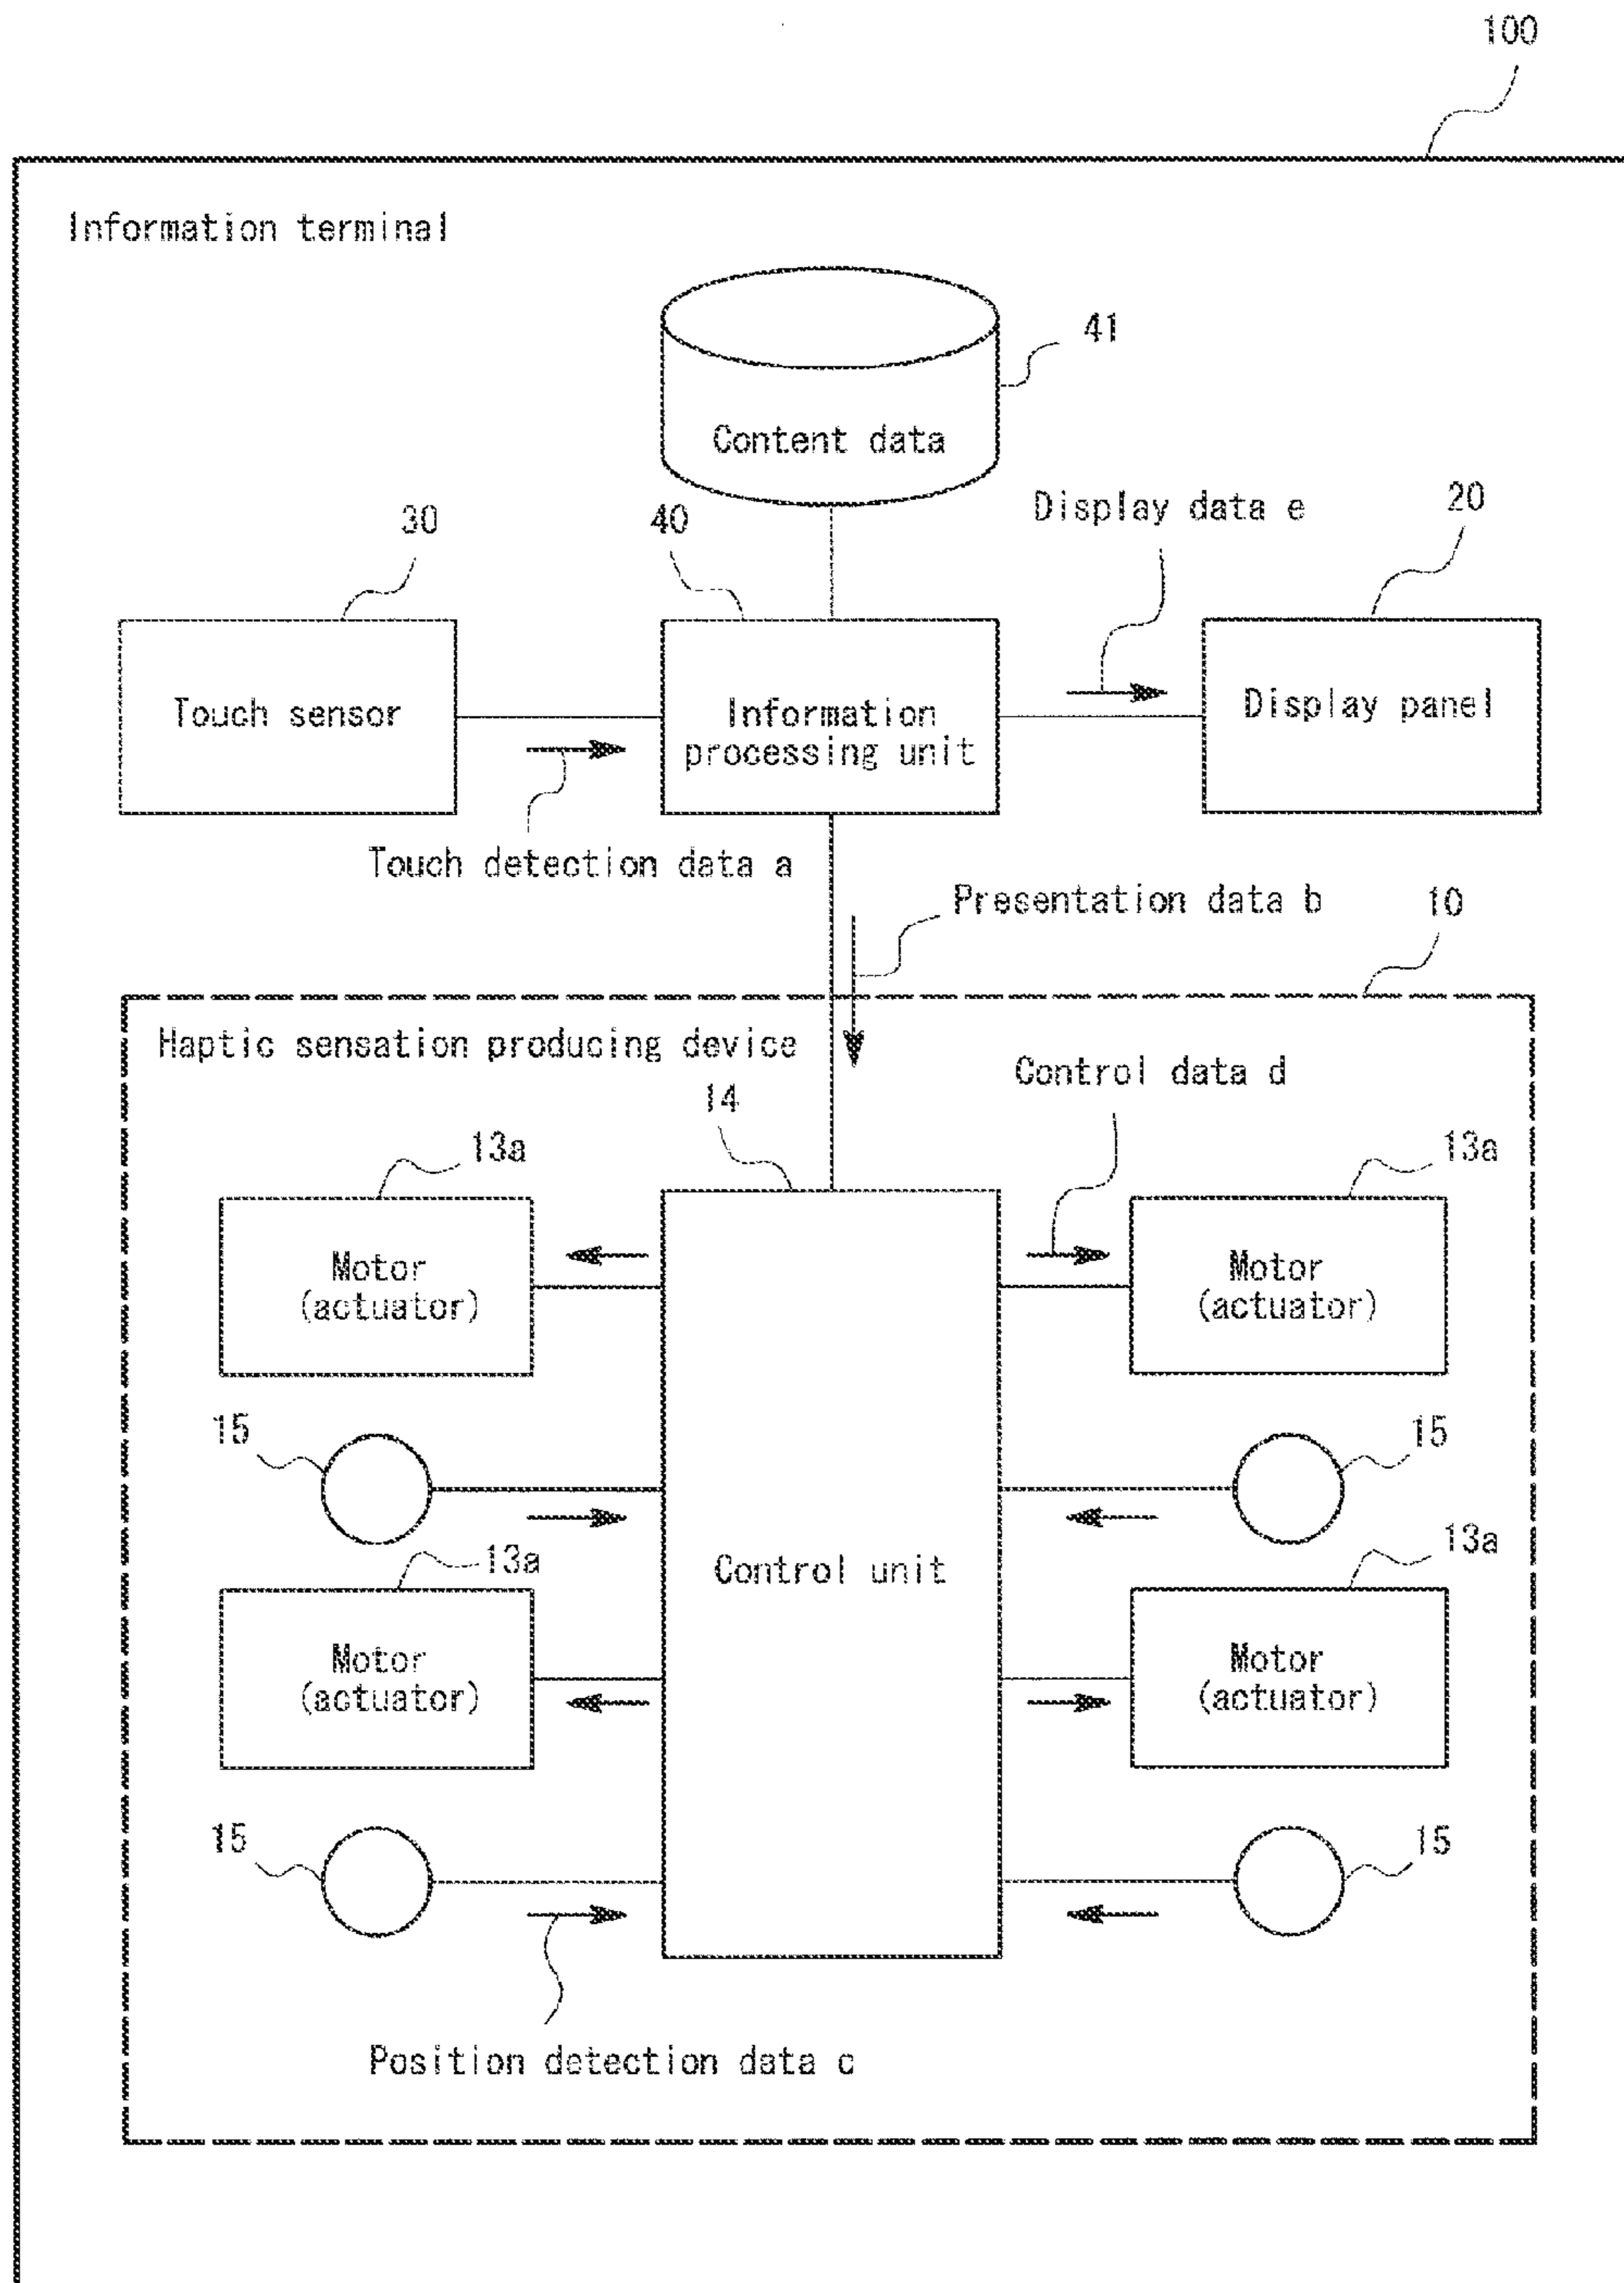 100
Information terminal
41
Content data
Display data e
30
40
20
Touch sensor
Information
processing unit
Display panel
Touch detection data a
Presentation data b
10
Haptic sensation producing device
Control data d
14
13a
13a
Motor
(actuator)
Motor
(actuator)
15
15
13a
13a
Control unit
Motor
(actuator)
Motor
(actuator)
15
15
Position detection data c